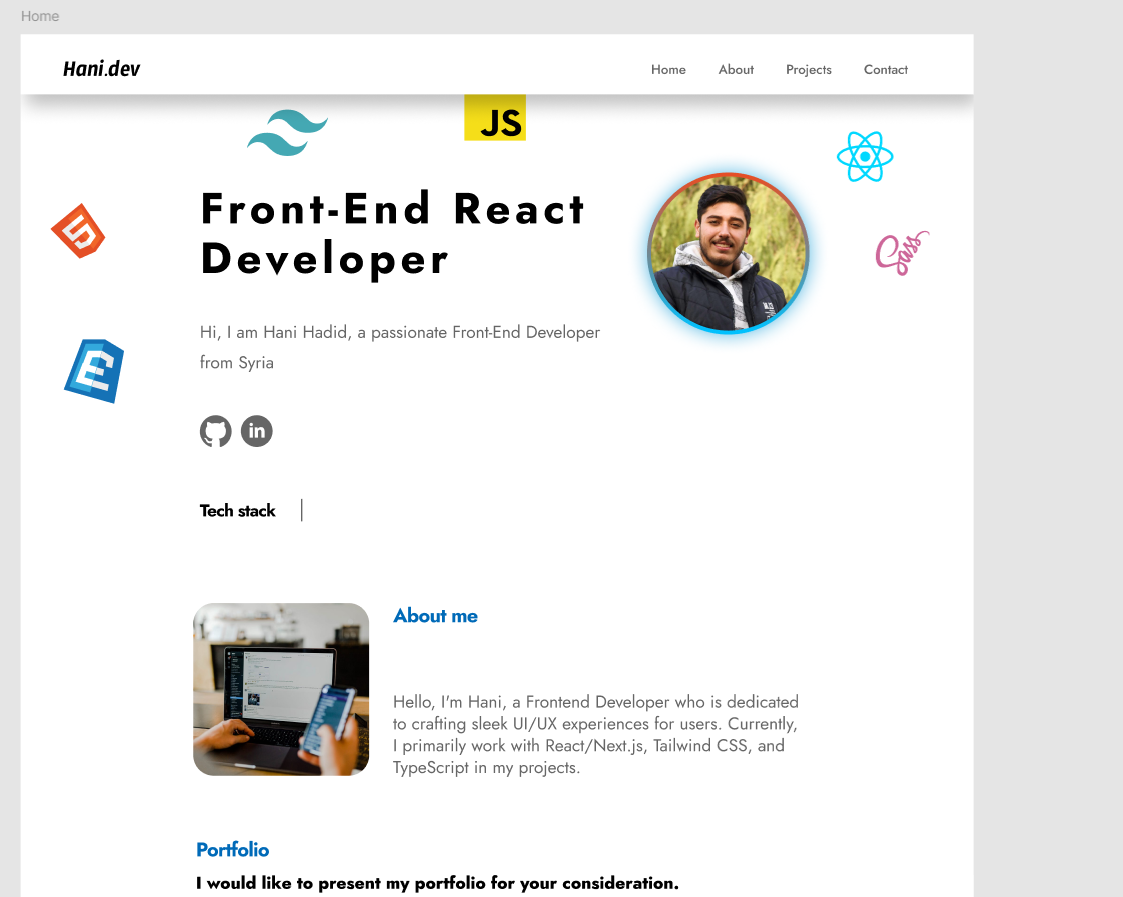 Home
Hani.dev
Home About Projects Contact
JS
Front-End React
Developer
Sass
Hi, I am Hani Hadid, a passionate Front-End Developer
from Syria
in
Tech stack
About me
Hello, I'm Hani, a Frontend Developer who is dedicated
to crafting sleek UI/UX experiences for users. Currently,
I primarily work with React/Next.js, Tailwind CSS, and
TypeScript in my projects.
Portfolio
I would like to present my portfolio for your consideration.